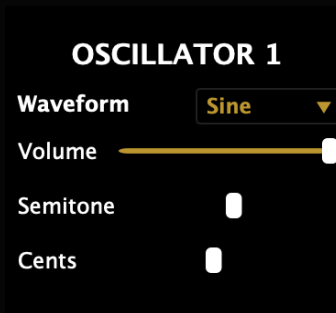 OSCILLATOR 1
Waveform Sine
Volume
Semitone
Cents